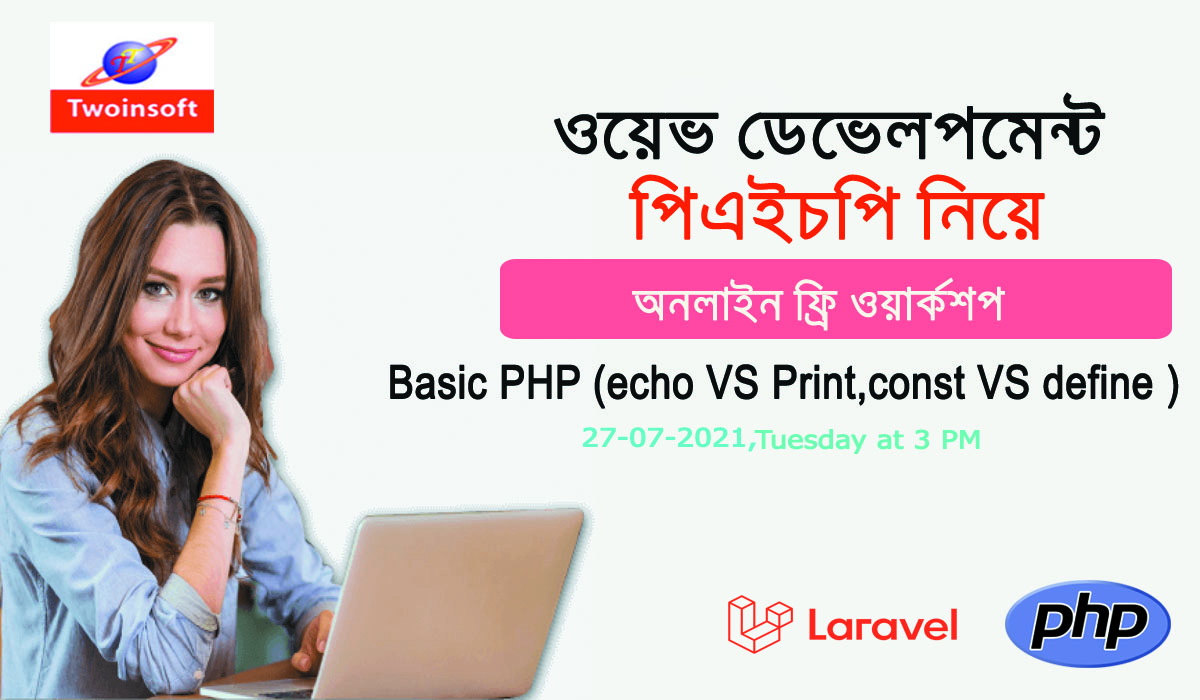 Twoinsoft
ওয়েভ ডেভেলপমেন্ট
পিএইচপি নিয়ে
অনলাইন ফ্রি ওয়ার্কশপ
Basic PHP (echo VS Print,const VS define )
27-07-2021,Tuesday at 3 PM
Laravel
php